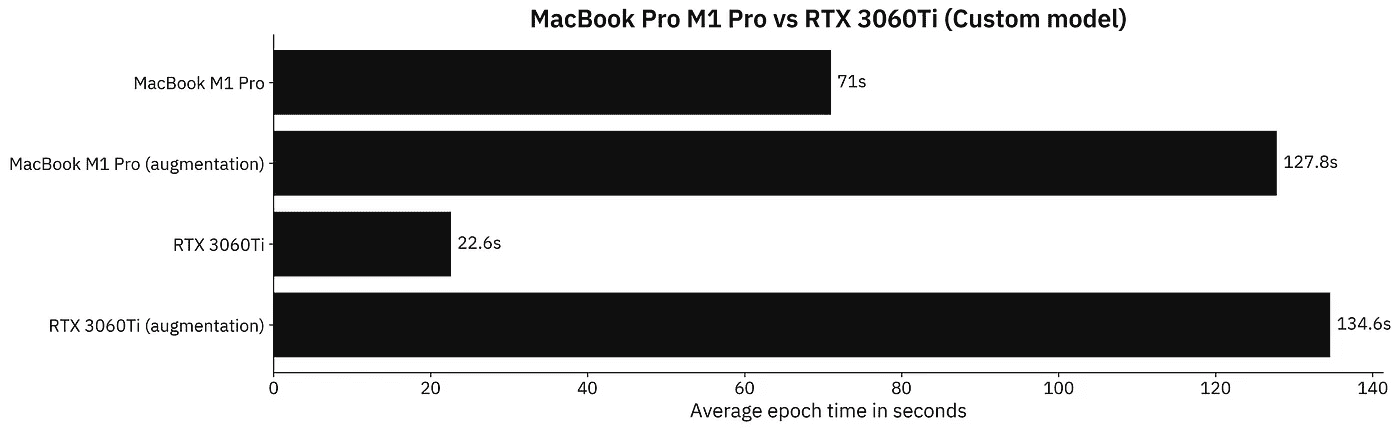 MacBook Pro M1 Pro vs RTX 3060Ti (Custom model)
MacBook M1 Pro
71s
MacBook M1 Pro (augmentation)
127.8s
RTX 3060Ti
22.6s
RTX 3060Ti (augmentation)
134.6s
0 20 40 60 80 100 120 140
Average epoch time in seconds